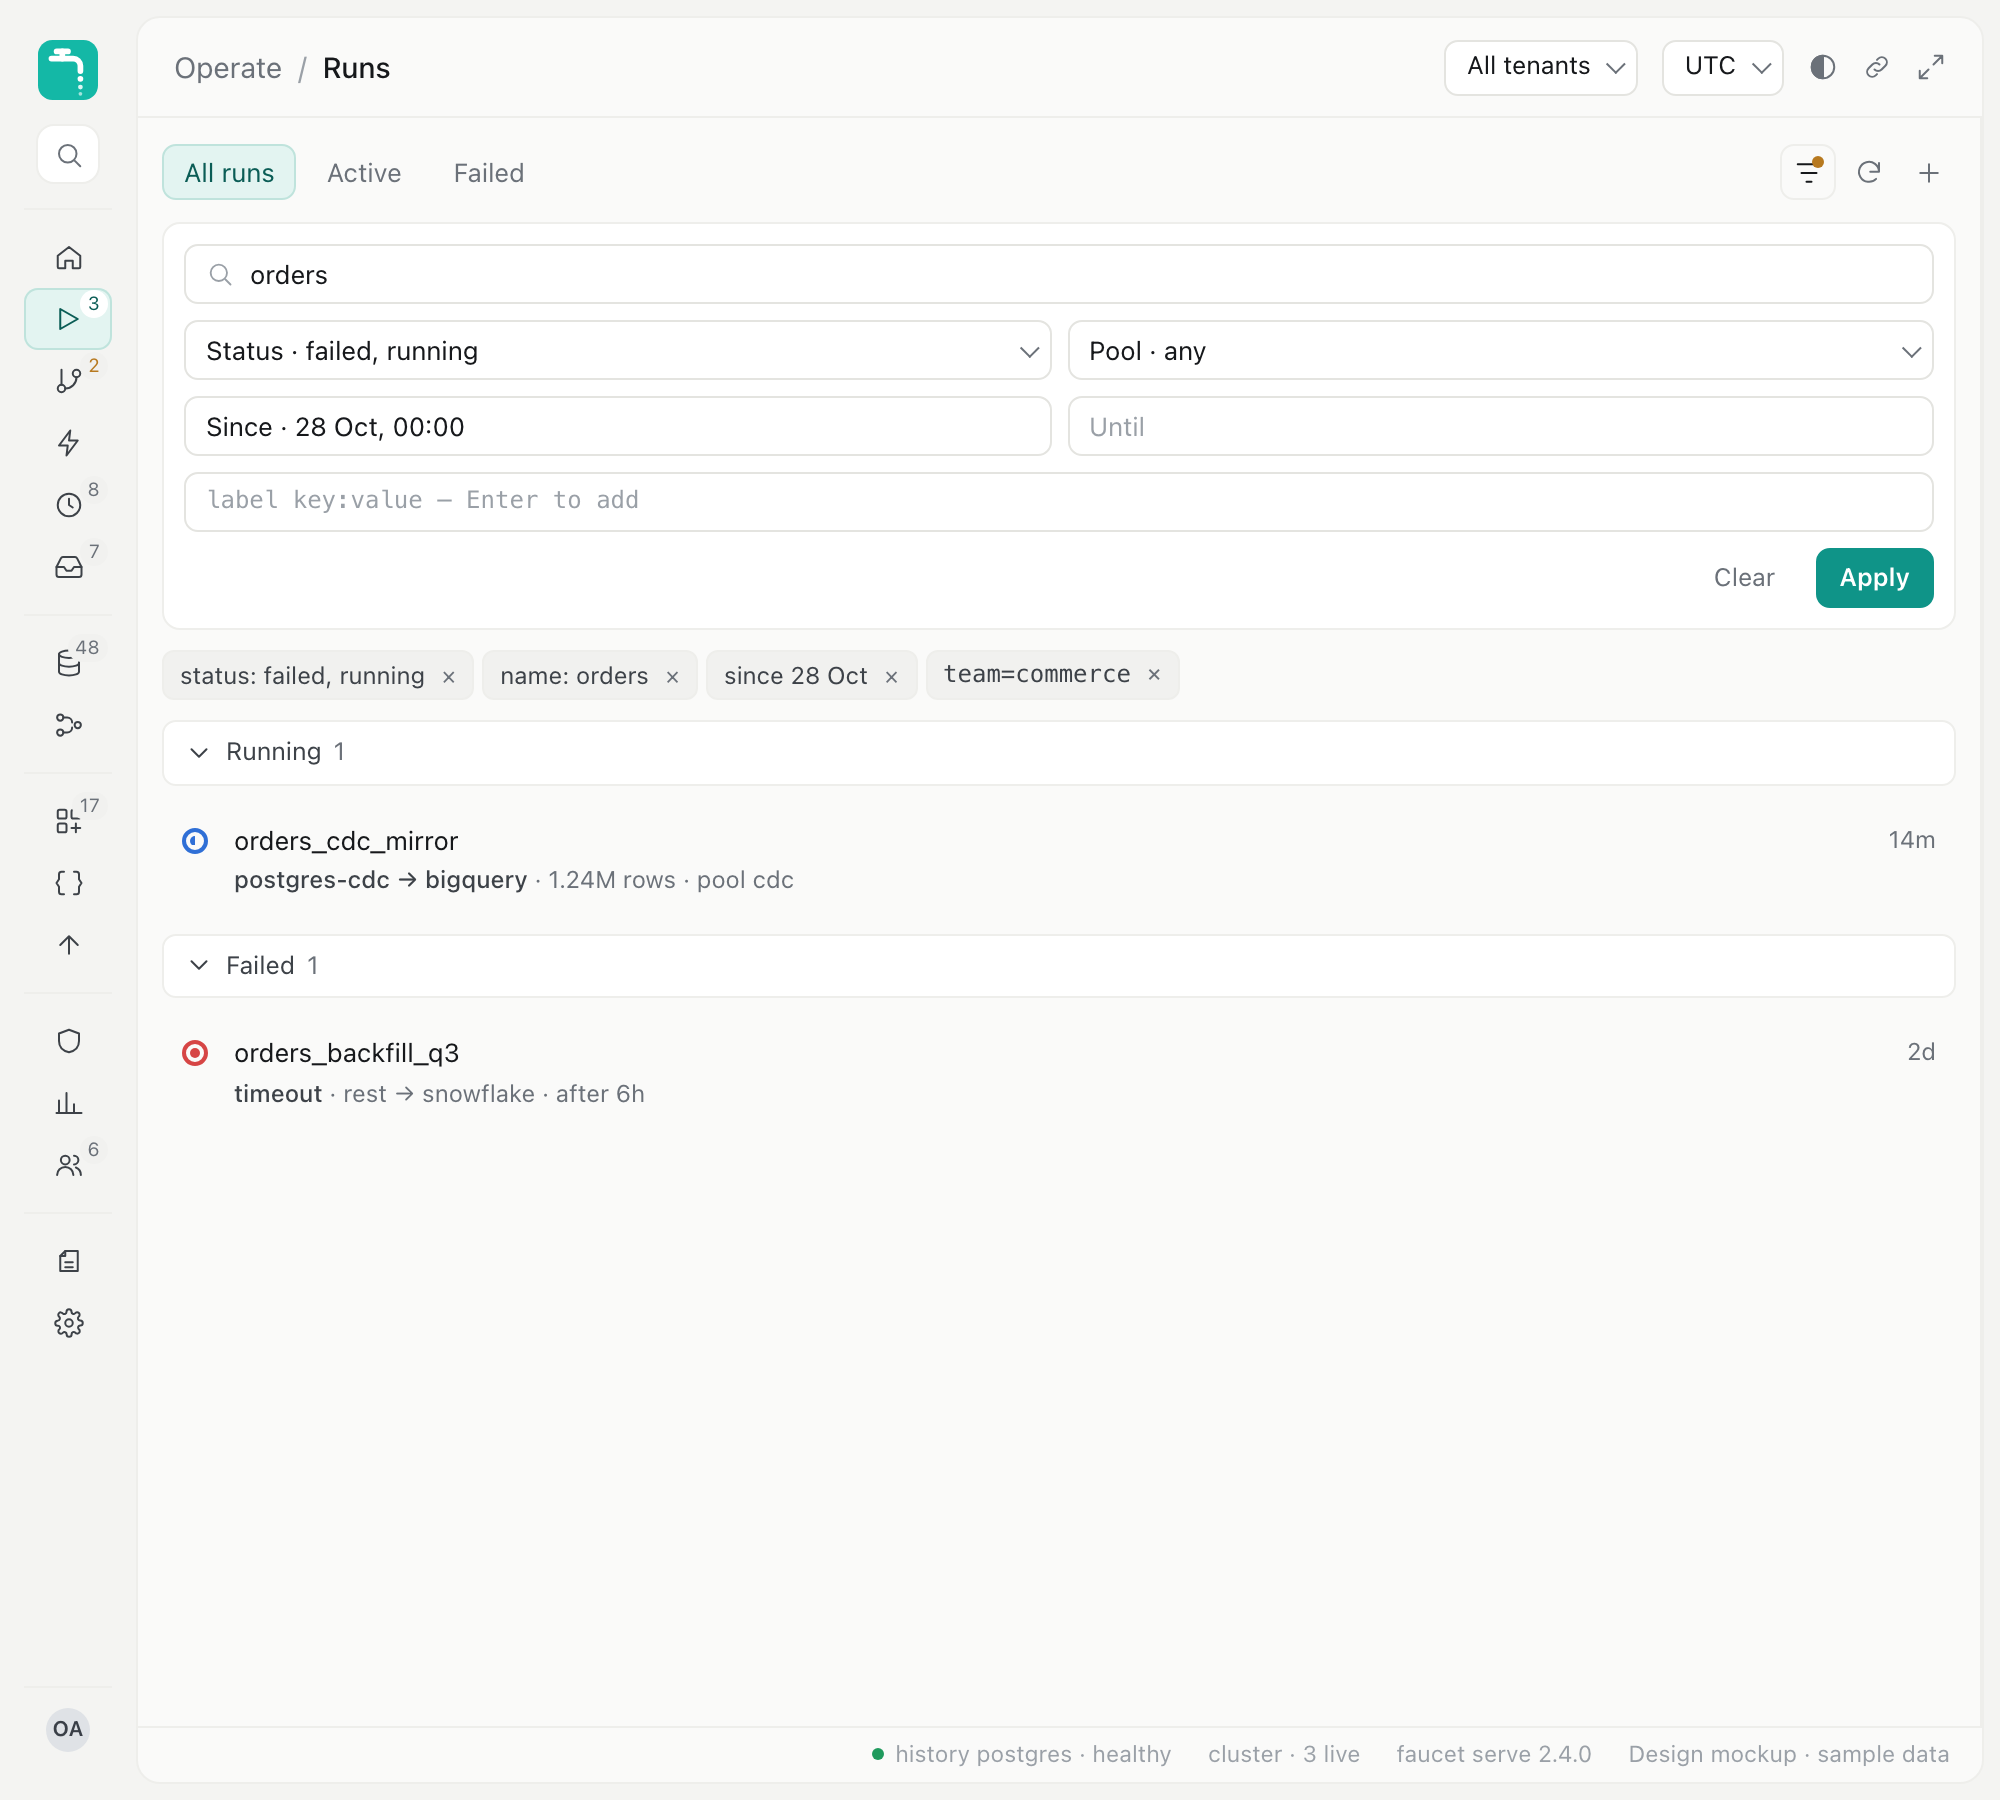 Operate / Runs
All tenants
UTC
All runs
Active
Failed
orders
Status · failed, running
Pool · any
Since · 28 Oct, 00:00
Until
label key:value — Enter to add
Clear
Apply
status: failed, running ×
name: orders ×
since 28 Oct ×
team=commerce ×
Running 1
orders_cdc_mirror
14m
postgres-cdc → bigquery · 1.24M rows · pool cdc
Failed 1
orders_backfill_q3
2d
timeout · rest → snowflake · after 6h
3
2
8
7
48
17
6
OA
history postgres · healthy
cluster · 3 live
faucet serve 2.4.0
Design mockup · sample data